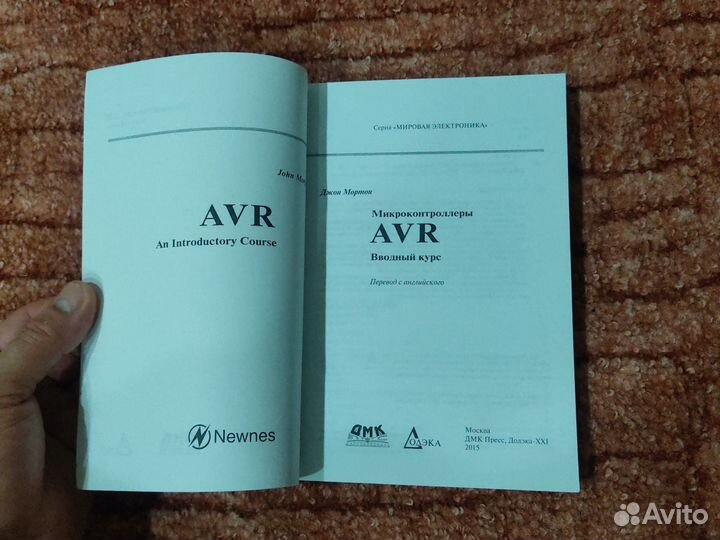 John Mo
AVR
An Introductory Course
Newnes
Серия «МИРОВАЯ ЭЛЕКТРОНИКА»
Джон Мортон
Микроконтроллеры
AVR
Вводный курс
Перевод с английского
ДМК
ДОДЭКА
Москва
ДМК Пресс, Додэка-XXI
2015
Avito